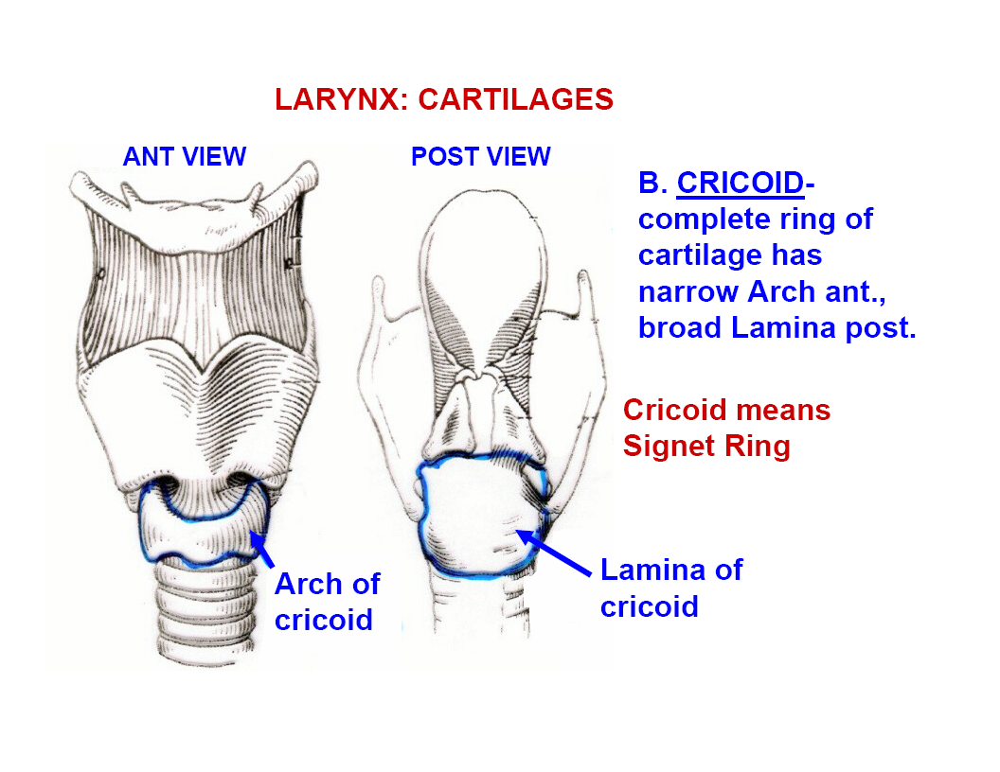 LARYNX: CARTILAGES
ANT VIEW
POST VIEW
B. CRICOID-
complete ring of
cartilage has
narrow Arch ant.,
broad Lamina post.
Cricoid means
Signet Ring
Arch of
cricoid
Lamina of
cricoid